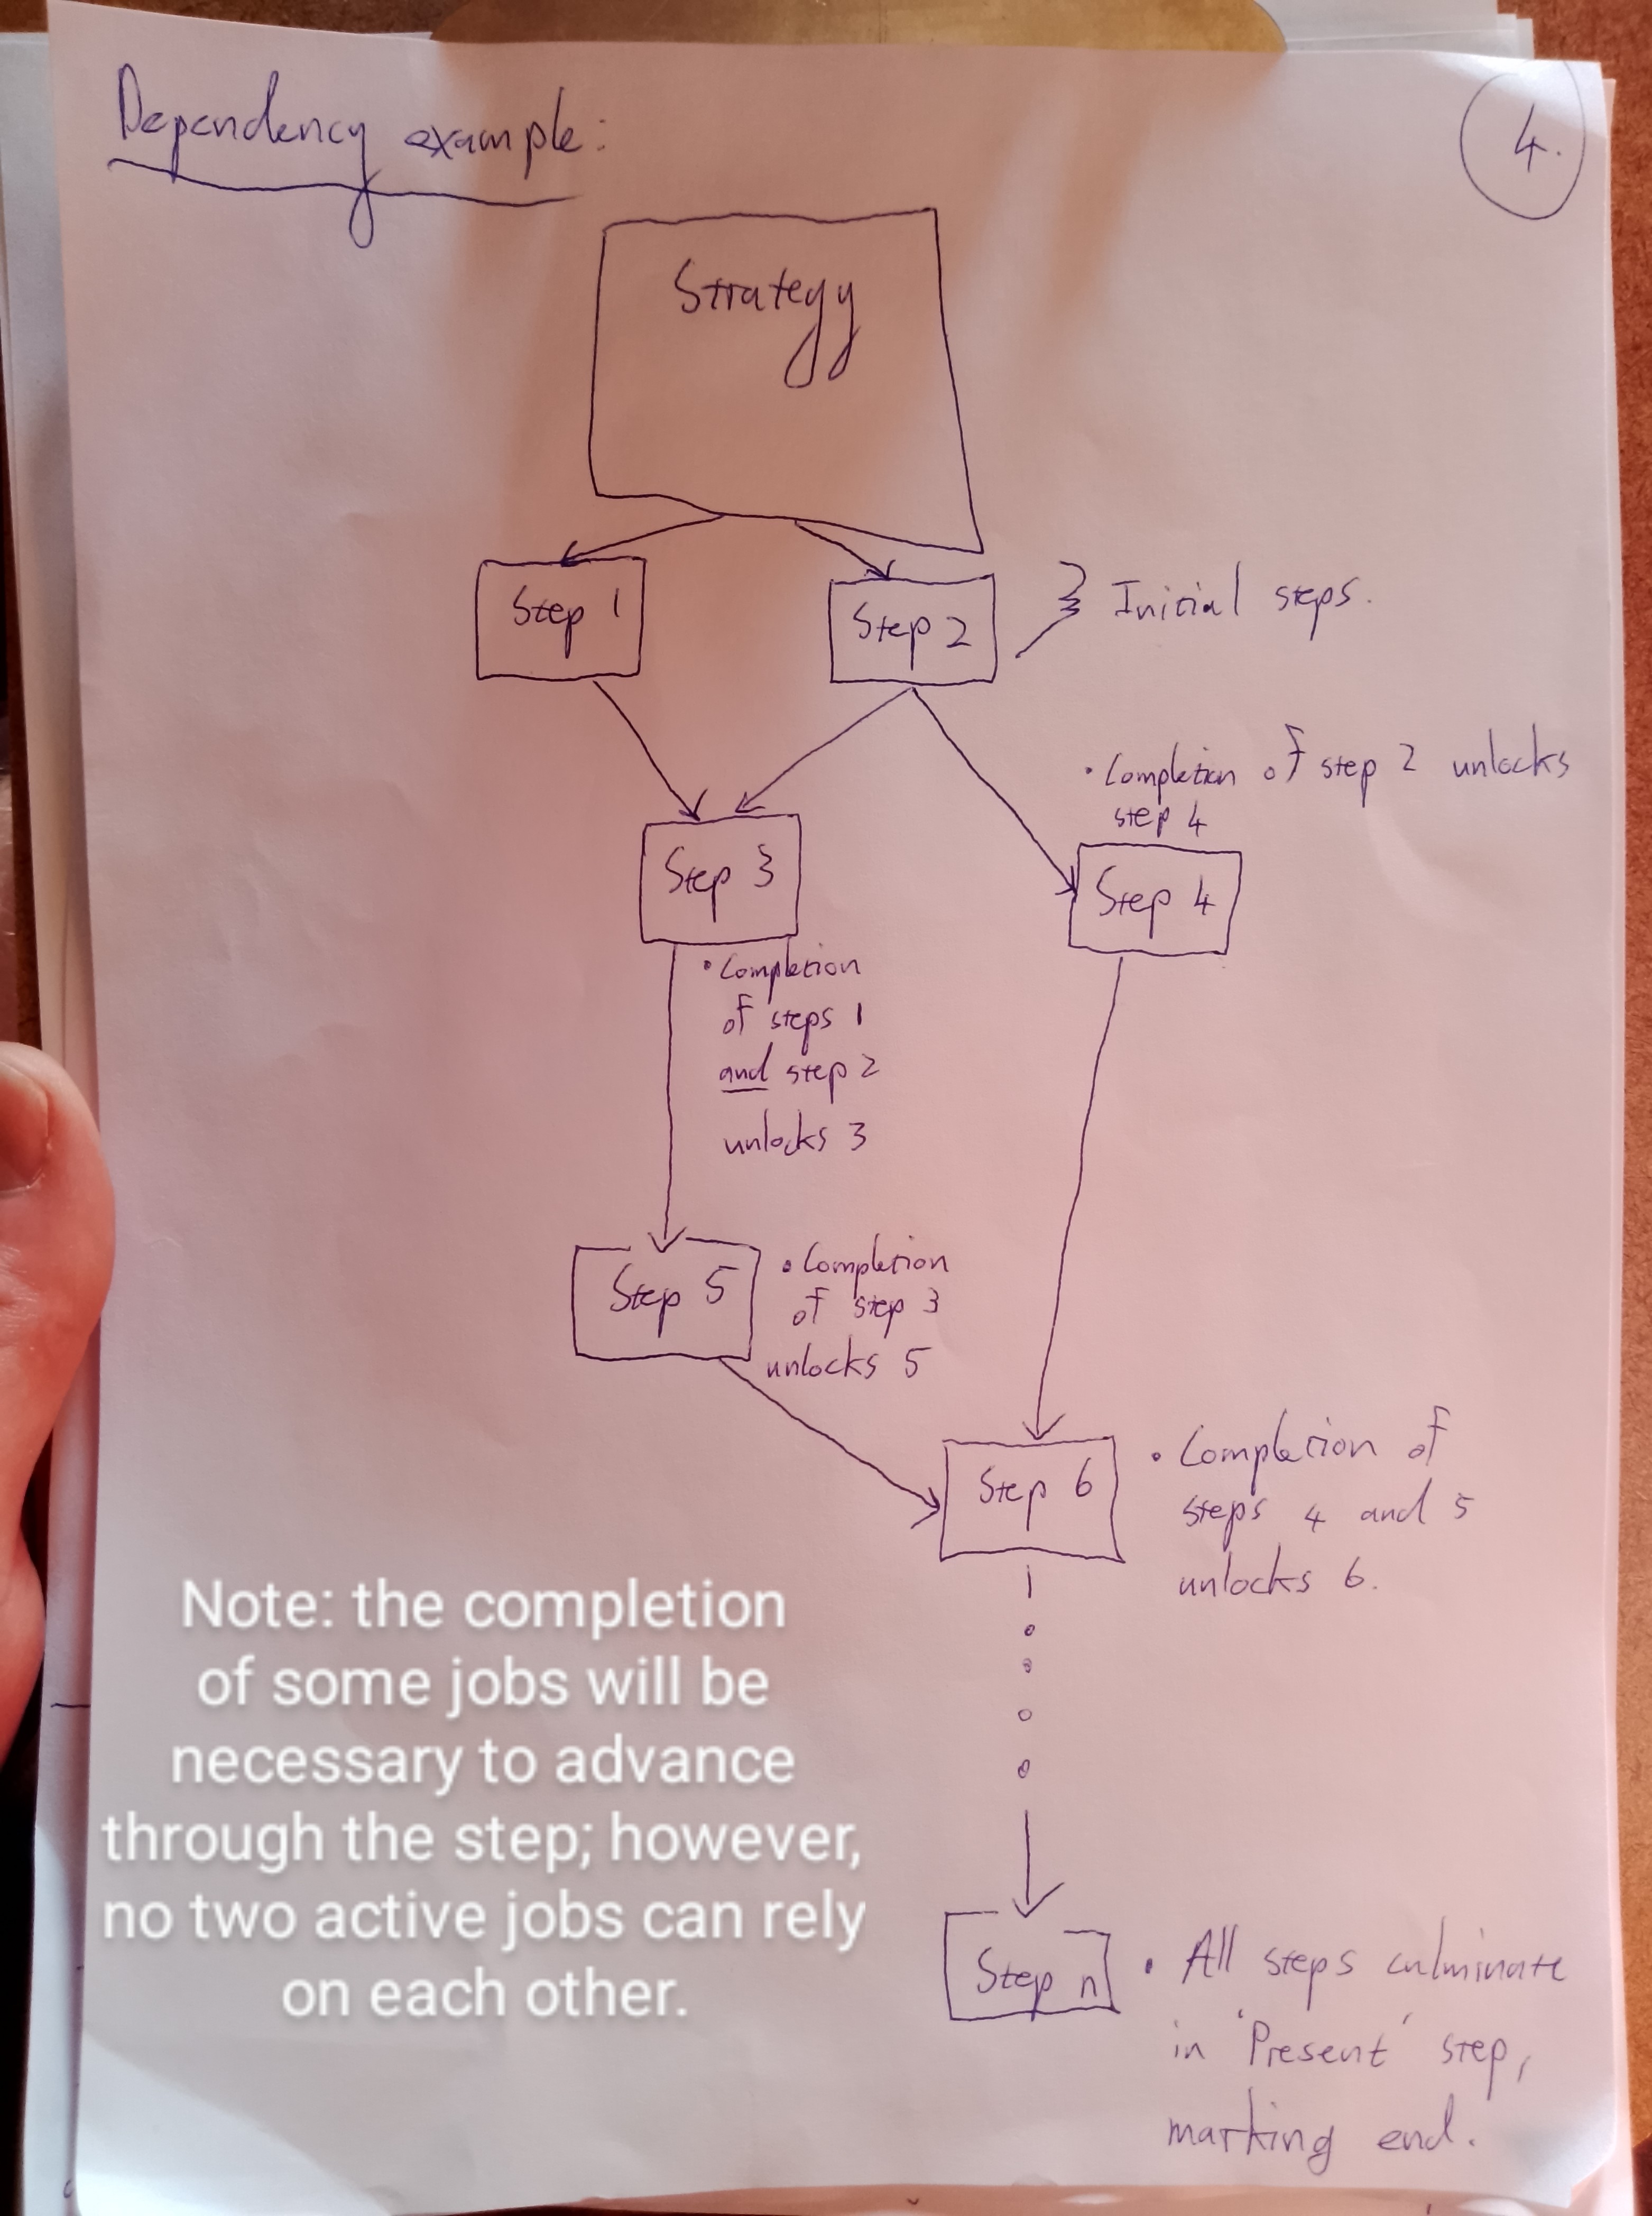 Dependency example:
4.
Strategy
Step 1
Step 2
Initial steps.
• Completion of step 2 unlocks
step 4
Step 3
Step 4
• Completion
of steps 1
and step 2
unlocks 3
Step 5
• Completion
of step 3
unlocks 5
Step 6
• Completion of
steps 4 and 5
unlocks 6.
Note: the completion
of some jobs will be
necessary to advance
through the step; however,
no two active jobs can rely
on each other.
Step n
• All steps culminate
in 'Present' step,
marking end.